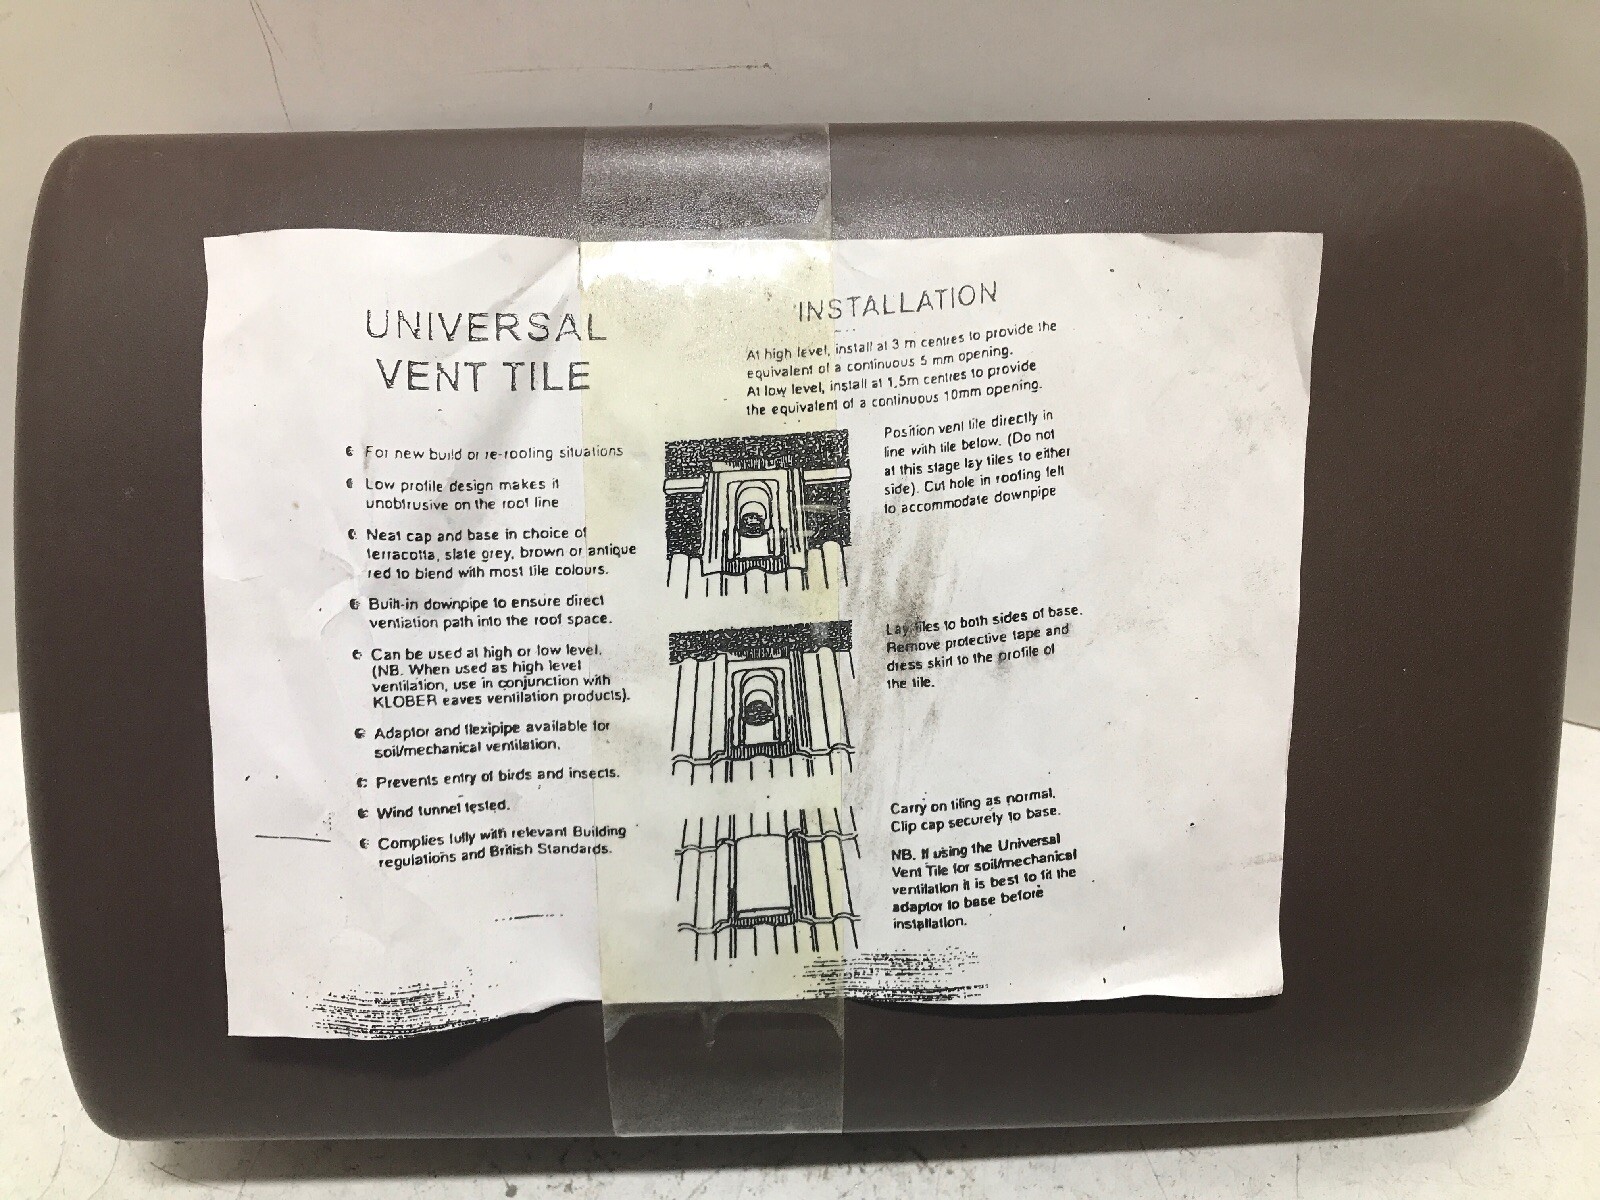 UNIVERSAL
VENT TILE
For new build or re-roofing situations
Low profile design makes it
unobtrusive on the roof line
Neat cap and base in choice of
terracotta, slate grey, brown or antique
red to blend with most tile colours.
Built-in downpipe to ensure direct
ventiation path into the roof space.
Can be used at high or low level.
(NB. When used as high level
ventilation, use in conjunction with
KLOBER eaves ventilation products).
Adaptor and flexipipe available for
soil/mechanical ventilation.
Prevents entry of birds and insects.
Wind tunnel tested.
Complies fully with relevant Building
regulations and British Standards.
INSTALLATION
At high level, install at 3 m centres to provide the
equivalent of a continuous 5 mm opening.
At low level, install at 1,5m centres to provide
the equivalent of a continuous 10mm opening.
Position vent tile directly in
line with tile below. (Do not
at this stage lay tiles to either
side). Cut hole in roofing felt
to accommodate downpipe
Lay tiles to both sides of base.
Remove protective tape and
dress skirt to the profile of
the tile.
Carry on tiling as normal.
Clip cap securely to base.
NB. If using the Universal
Vent Tile for soil/mechanical
ventilation it is best to fit the
adaptor to base before
installation.